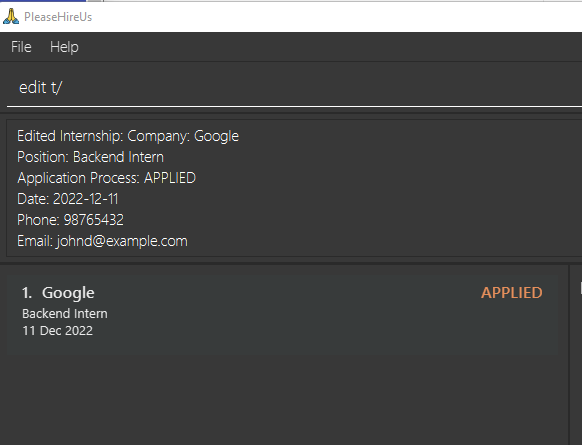 PleaseHireUs
File Help
edit t/
Edited Internship: Company: Google
Position: Backend Intern
Application Process: APPLIED
Date: 2022-12-11
Phone: 98765432
Email: johnd@example.com
1. Google APPLIED
Backend Intern
11 Dec 2022